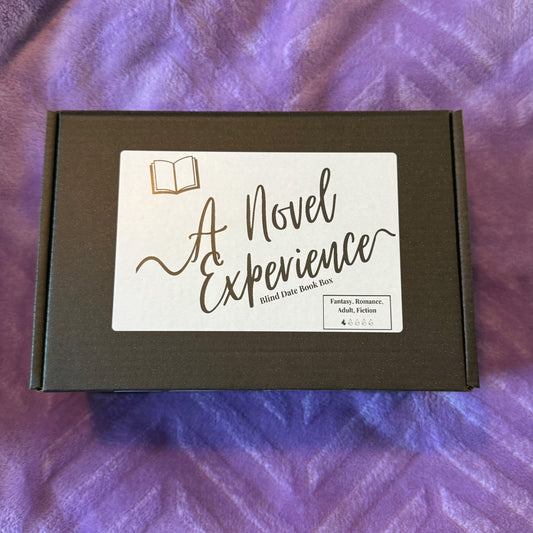 A Novel
Experience
Blind Date Book Box
Fantasy, Romance,
Adult, Fiction